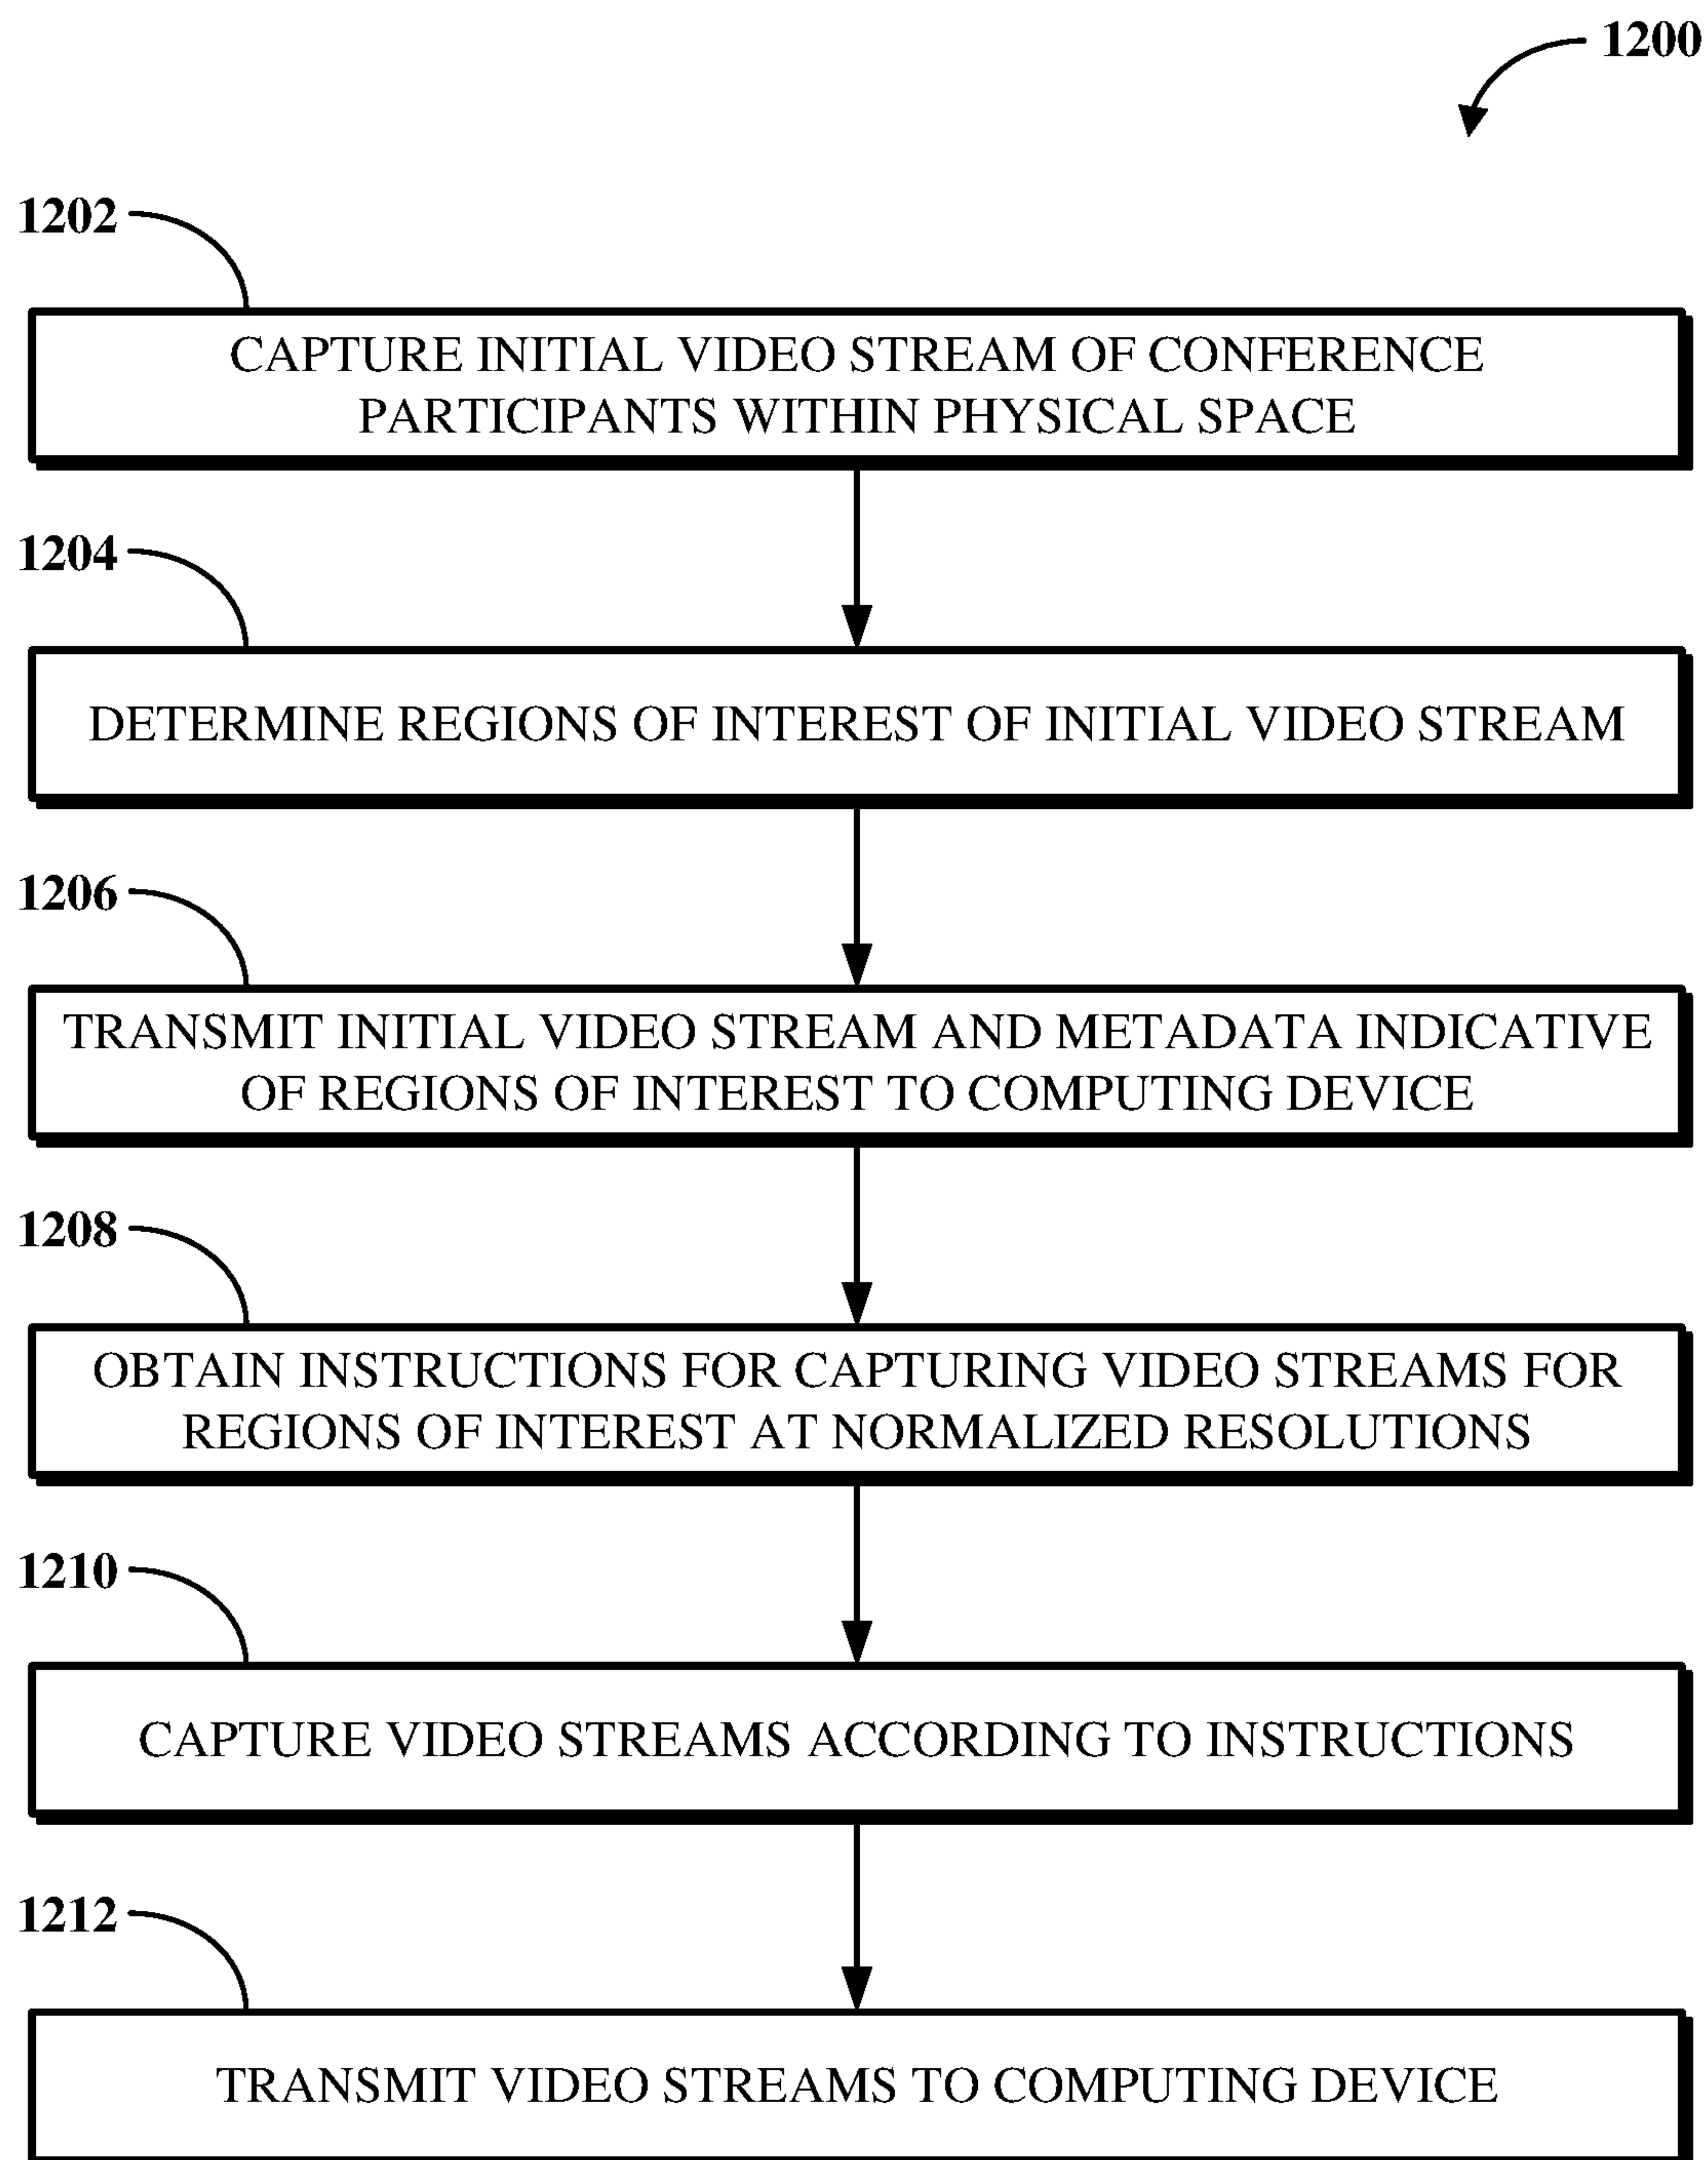 1200
1202
CAPTURE INITIAL VIDEO STREAM OF CONFERENCE
PARTICIPANTS WITHIN PHYSICAL SPACE
1204
DETERMINE REGIONS OF INTEREST OF INITIAL VIDEO STREAM
1206
TRANSMIT INITIAL VIDEO STREAM AND METADATA INDICATIVE
OF REGIONS OF INTEREST TO COMPUTING DEVICE
1208
OBTAIN INSTRUCTIONS FOR CAPTURING VIDEO STREAMS FOR
REGIONS OF INTEREST AT NORMALIZED RESOLUTIONS
1210
CAPTURE VIDEO STREAMS ACCORDING TO INSTRUCTIONS
1212
TRANSMIT VIDEO STREAMS TO COMPUTING DEVICE